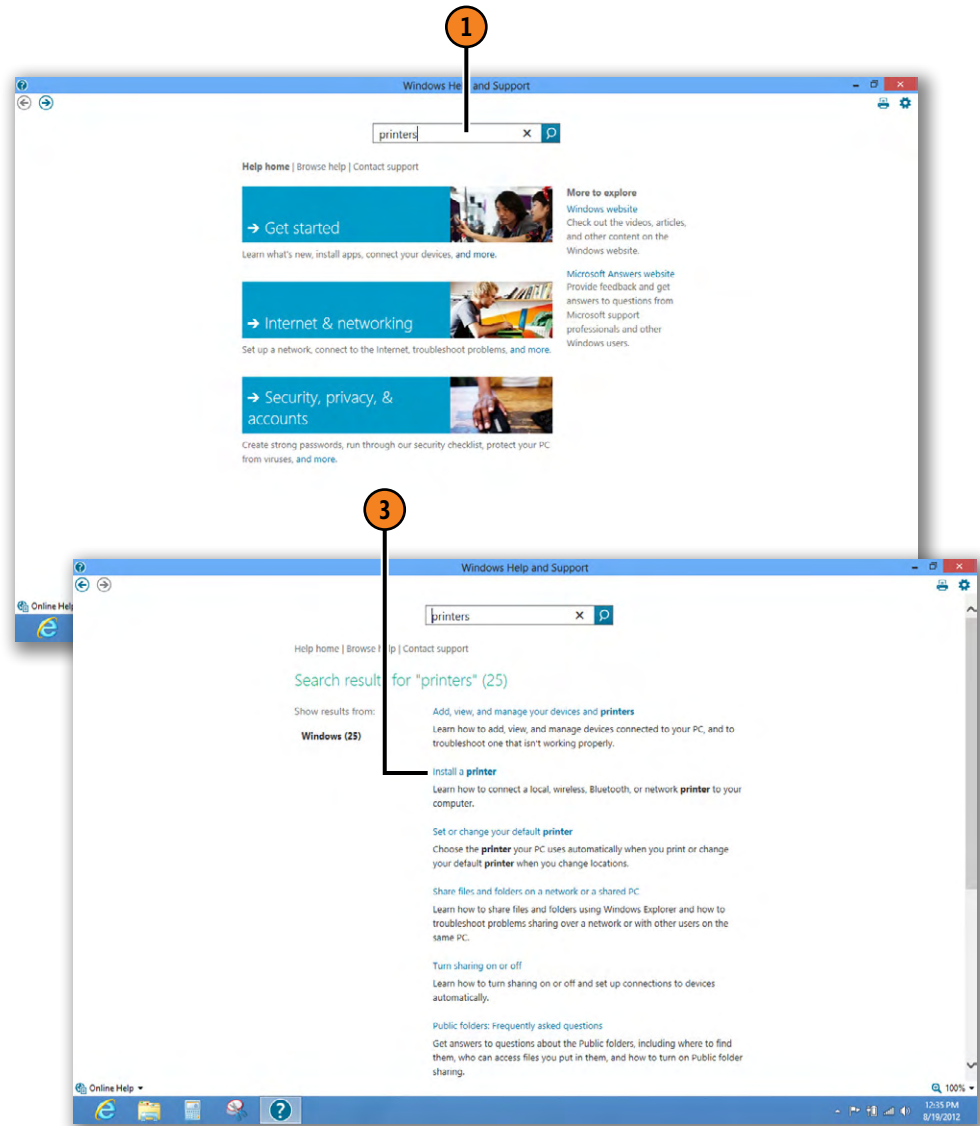 1
Windows Help and Support
printers
Help home | Browse help | Contact support
→ Get started
Learn what's new, install apps, connect your devices, and more.
→ Internet & networking
Set up a network, connect to the Internet, troubleshoot problems, and more.
→ Security, privacy, &
accounts
Create strong passwords, run through our security checklist, protect your PC
from viruses, and more.
More to explore
Windows website
Check out the videos, articles,
and other content on the
Windows website.
Microsoft Answers website
Provide feedback and get
answers to questions from
Microsoft support
professionals and other
Windows users.
Online Help
3
Windows Help and Support
printers
Help home | Browse help | Contact support
Search results for "printers" (25)
Show results from:
Windows (25)
Add, view, and manage your devices and printers
Learn how to add, view, and manage devices connected to your PC, and to
troubleshoot one that isn't working properly.
Install a printer
Learn how to connect a local, wireless, Bluetooth, or network printer to your
computer.
Set or change your default printer
Choose the printer your PC uses automatically when you print or change
your default printer when you change locations.
Share files and folders on a network or a shared PC
Learn how to share files and folders using Windows Explorer and how to
troubleshoot problems sharing over a network or with other users on the
same PC.
Turn sharing on or off
Learn how to turn sharing on or off and set up connections to devices
automatically.
Public folders: Frequently asked questions
Get answers to questions about the Public folders, including where to find
them, who can access files you put in them, and how to turn on Public folder
sharing.
Online Help
100%
12:35 PM
8/19/2012